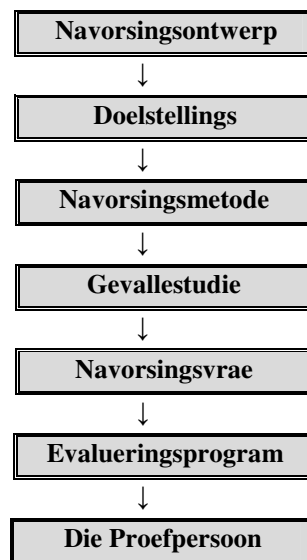 Navorsingsontwerp
↓
Doelstellings
↓
Navorsingsmetode
↓
Gevallestudie
↓
Navorsingsvrae
↓
Evalueringsprogram
↓
Die Proefpersoon